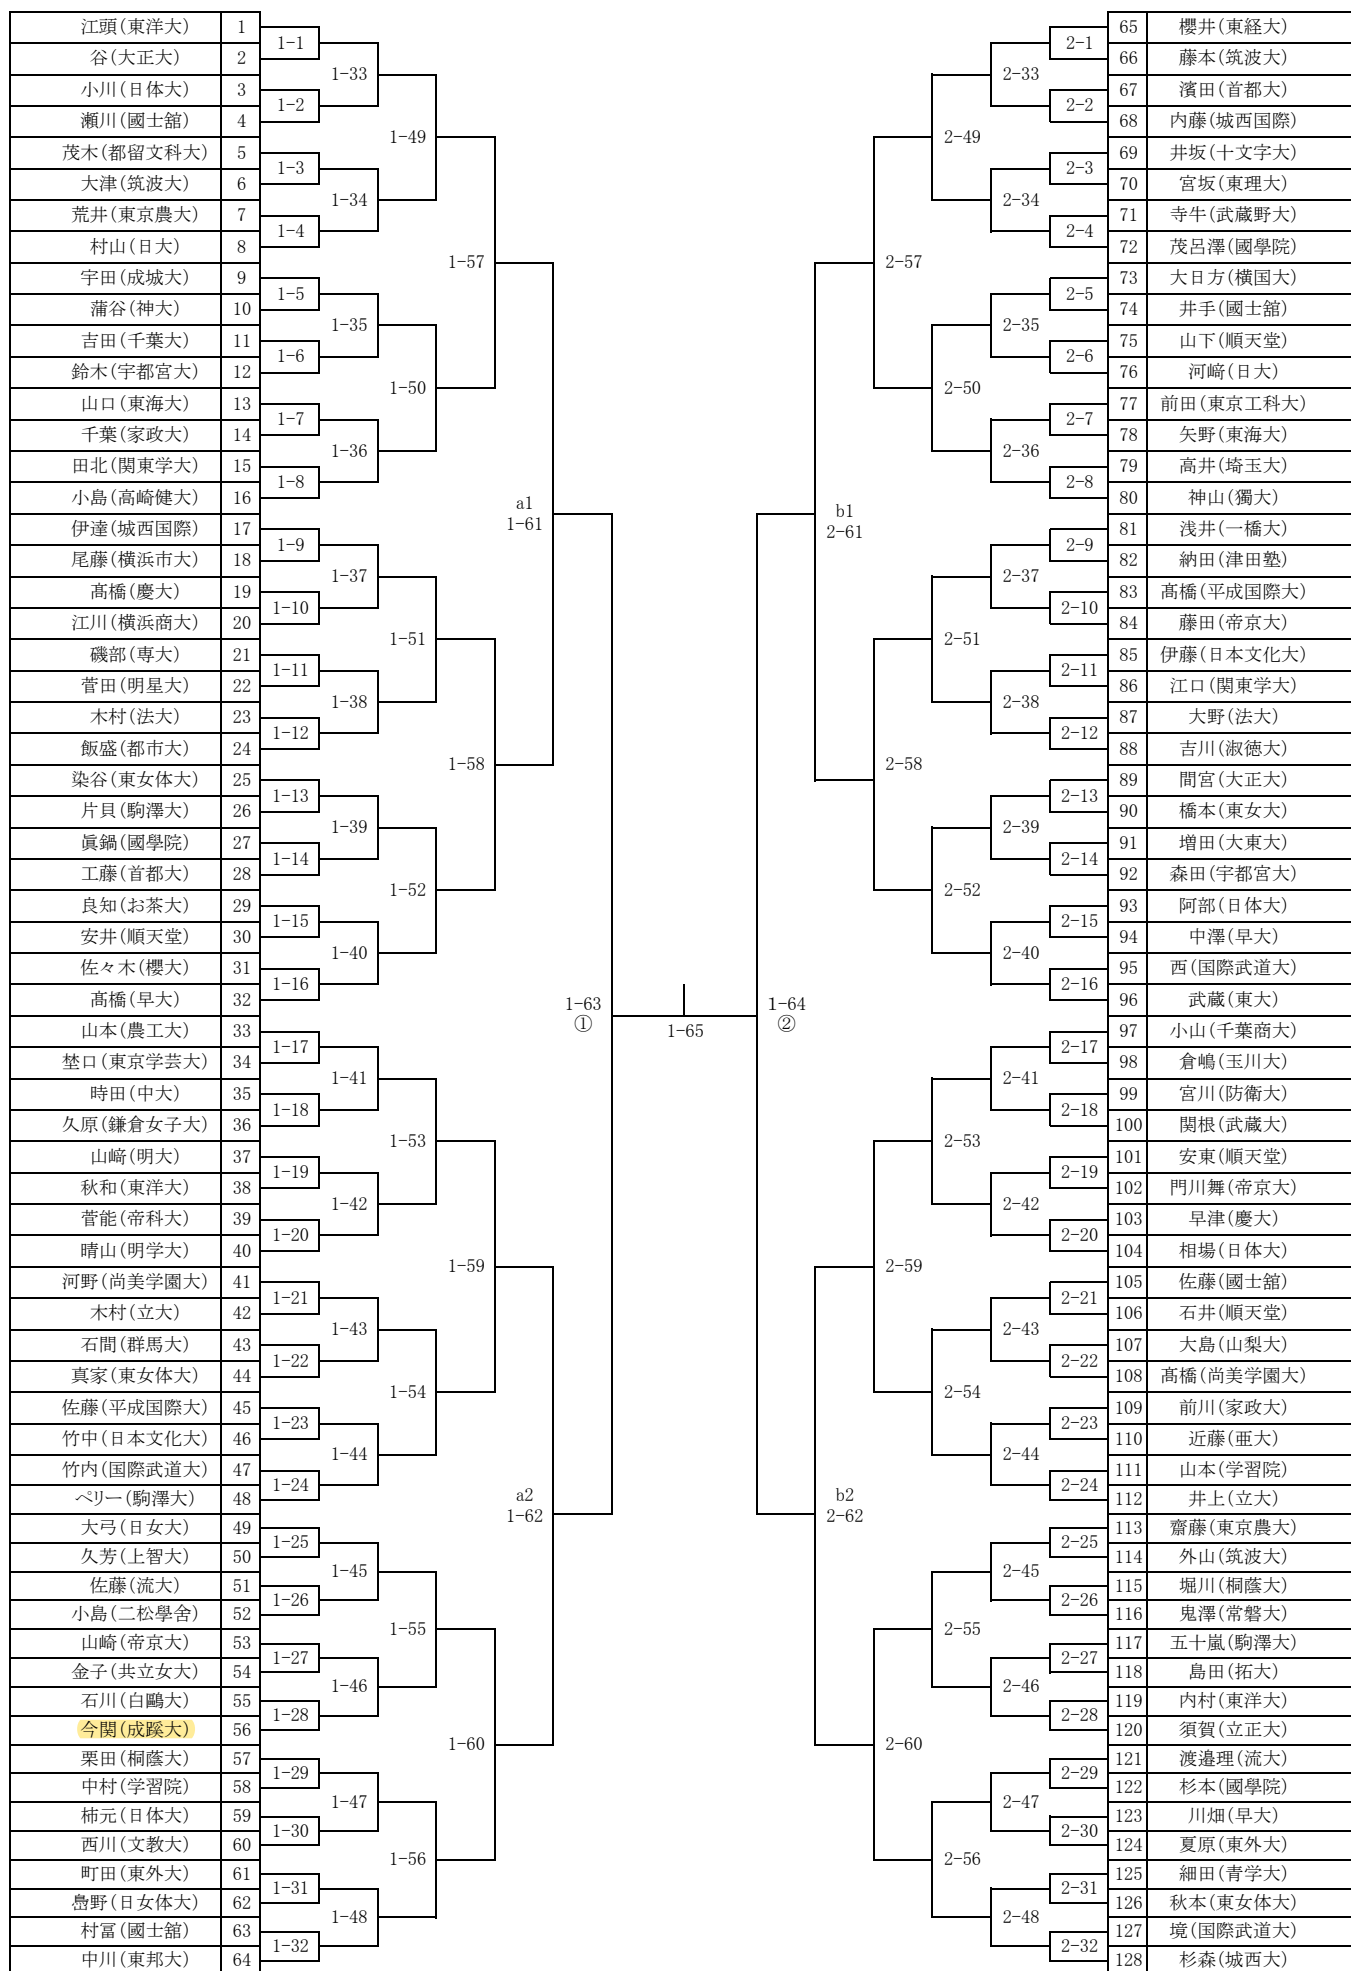 江頭（東洋大） 1
谷（大正大） 2
小川（日体大） 3
瀬川（國士舘） 4
茂木（都留文科大） 5
大津（筑波大） 6
荒井（東京農大） 7
村山（日大） 8
宇田（成城大） 9
蒲谷（神大） 10
吉田（千葉大） 11
鈴木（宇都宮大） 12
山口（東海大） 13
千葉（家政大） 14
田北（関東学大） 15
小島（高崎健大） 16
伊達（城西国際） 17
尾藤（横浜市大） 18
髙橋（慶大） 19
江川（横浜商大） 20
磯部（専大） 21
菅田（明星大） 22
木村（法大） 23
飯盛（都市大） 24
染谷（東女体大） 25
片貝（駒澤大） 26
眞鍋（國學院） 27
工藤（首都大） 28
良知（お茶大） 29
安井（順天堂） 30
佐々木（櫻大） 31
髙橋（早大） 32
山本（農工大） 33
埜口（東京学芸大） 34
時田（中大） 35
久原（鎌倉女子大） 36
山﨑（明大） 37
秋和（東洋大） 38
菅能（帝科大） 39
晴山（明学大） 40
河野（尚美学園大） 41
木村（立大） 42
石間（群馬大） 43
真家（東女体大） 44
佐藤（平成国際大） 45
竹中（日本文化大） 46
竹内（国際武道大） 47
ペリー（駒澤大） 48
大弓（日女大） 49
久芳（上智大） 50
佐藤（流大） 51
小島（二松學舍） 52
山崎（帝京大） 53
金子（共立女大） 54
石川（白鷗大） 55
今関（成蹊大） 56
栗田（桐蔭大） 57
中村（学習院） 58
柿元（日体大） 59
西川（文教大） 60
町田（東外大） 61
嶌野（日女体大） 62
村冨（國士舘） 63
中川（東邦大） 64
1-1
1-2
1-3
1-4
1-5
1-6
1-7
1-8
1-9
1-10
1-11
1-12
1-13
1-14
1-15
1-16
1-17
1-18
1-19
1-20
1-21
1-22
1-23
1-24
1-25
1-26
1-27
1-28
1-29
1-30
1-31
1-32
1-33
1-34
1-35
1-36
1-37
1-38
1-39
1-40
1-41
1-42
1-43
1-44
1-45
1-46
1-47
1-48
1-49
1-50
1-51
1-52
1-53
1-54
1-55
1-56
1-57
1-58
1-59
1-60
a1
1-61
a2
1-62
1-63
①
1-65
1-64
②
b1
2-61
b2
2-62
2-57
2-58
2-59
2-60
2-49
2-50
2-51
2-52
2-53
2-54
2-55
2-56
2-33
2-34
2-35
2-36
2-37
2-38
2-39
2-40
2-41
2-42
2-43
2-44
2-45
2-46
2-47
2-48
2-1
2-2
2-3
2-4
2-5
2-6
2-7
2-8
2-9
2-10
2-11
2-12
2-13
2-14
2-15
2-16
2-17
2-18
2-19
2-20
2-21
2-22
2-23
2-24
2-25
2-26
2-27
2-28
2-29
2-30
2-31
2-32
65 櫻井（東経大）
66 藤本（筑波大）
67 濱田（首都大）
68 内藤（城西国際）
69 井坂（十文字大）
70 宮坂（東理大）
71 寺牛（武蔵野大）
72 茂呂澤（國學院）
73 大日方（横国大）
74 井手（國士舘）
75 山下（順天堂）
76 河﨑（日大）
77 前田（東京工科大）
78 矢野（東海大）
79 高井（埼玉大）
80 神山（獨大）
81 浅井（一橋大）
82 納田（津田塾）
83 髙橋（平成国際大）
84 藤田（帝京大）
85 伊藤（日本文化大）
86 江口（関東学大）
87 大野（法大）
88 吉川（淑徳大）
89 間宮（大正大）
90 橋本（東女大）
91 増田（大東大）
92 森田（宇都宮大）
93 阿部（日体大）
94 中澤（早大）
95 西（国際武道大）
96 武蔵（東大）
97 小山（千葉商大）
98 倉嶋（玉川大）
99 宮川（防衛大）
100 関根（武蔵大）
101 安東（順天堂）
102 門川舞（帝京大）
103 早津（慶大）
104 相場（日体大）
105 佐藤（國士舘）
106 石井（順天堂）
107 大島（山梨大）
108 髙橋（尚美学園大）
109 前川（家政大）
110 近藤（亜大）
111 山本（学習院）
112 井上（立大）
113 齋藤（東京農大）
114 外山（筑波大）
115 堀川（桐蔭大）
116 鬼澤（常磐大）
117 五十嵐（駒澤大）
118 島田（拓大）
119 内村（東洋大）
120 須賀（立正大）
121 渡邉理（流大）
122 杉本（國學院）
123 川畑（早大）
124 夏原（東外大）
125 細田（青学大）
126 秋本（東女体大）
127 境（国際武道大）
128 杉森（城西大）